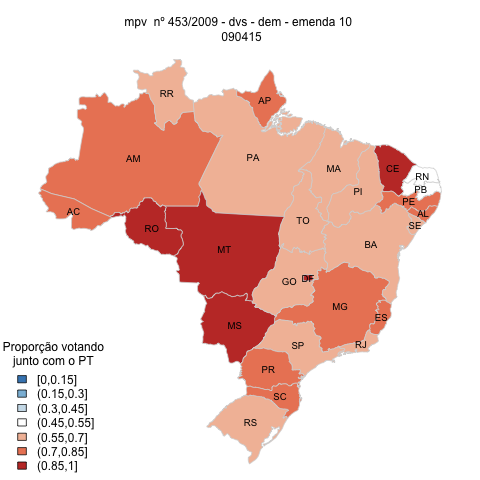 mpv nº 453/2009 - dvs - dem - emenda 10
090415
RR
AP
AM
PA
MA
CE
RN
PB
PI
PE
AC
AL
SE
RO
TO
MT
BA
GO
DF
MG
ES
MS
SP
RJ
PR
SC
RS
Proporção votando
junto com o PT
[0,0.15]
(0.15,0.3]
(0.3,0.45]
(0.45,0.55]
(0.55,0.7]
(0.7,0.85]
(0.85,1]